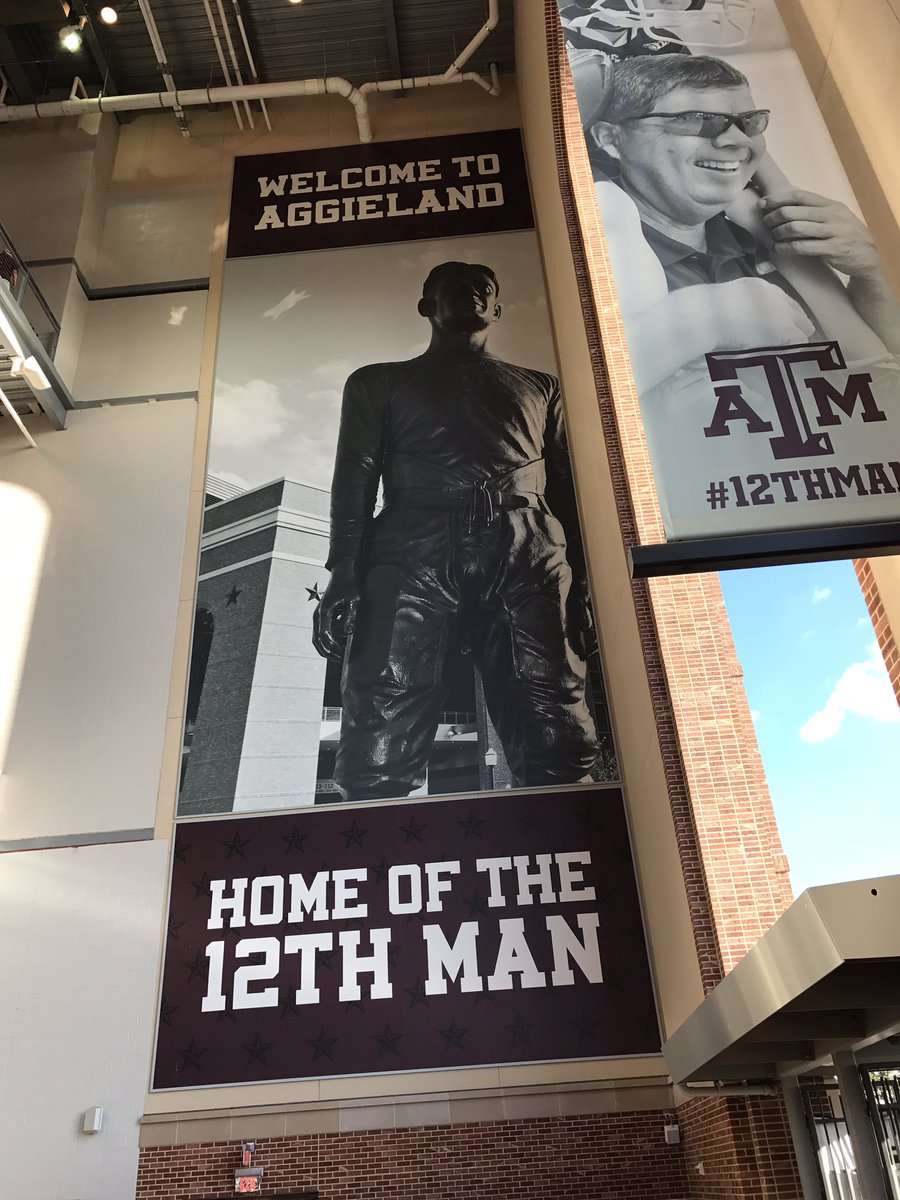 WELCOME TO
AGGIELAND
HOME OF THE
12TH MAN
ATM
#12THMAN